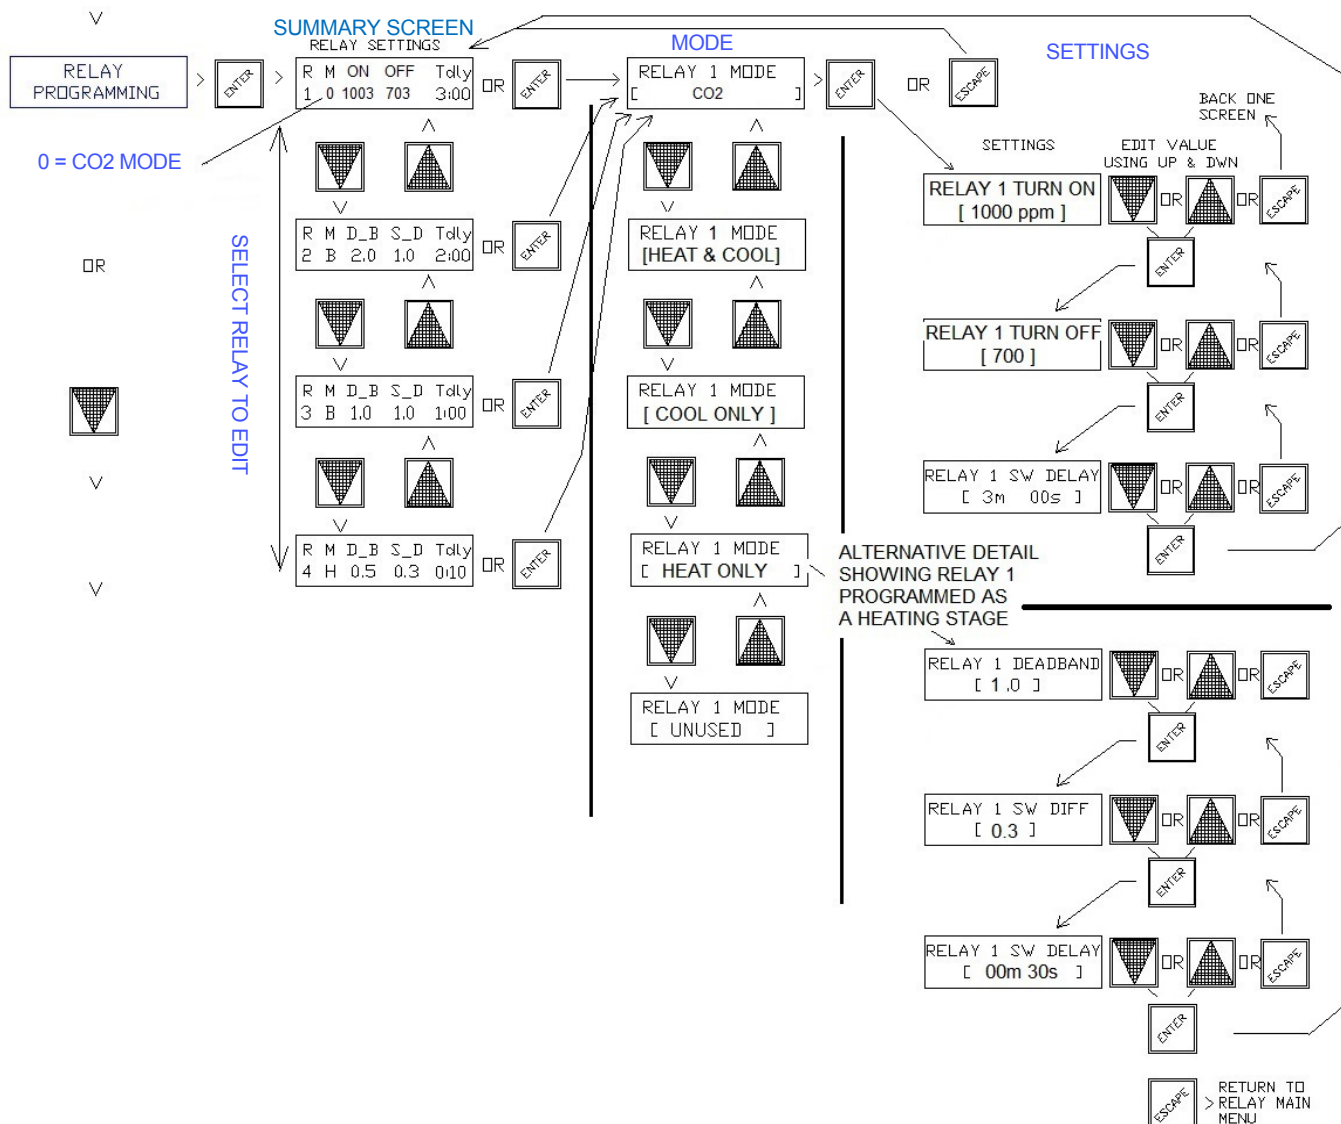 SUMMARY SCREEN
RELAY SETTINGS
MODE
SETTINGS
RELAY
PROGRAMMING
>
ENTER
>
R M ON OFF Tdly
1 0 1003 703 3:00
OR
ENTER
RELAY 1 MODE
[ CO2 ]
>
ENTER
OR
ESCAPE
BACK ONE
SCREEN
0 = CO2 MODE
SELECT RELAY TO EDIT
OR
R M D_B S_D Tdly
2 B 2.0 1.0 2:00
OR
ENTER
R M D_B S_D Tdly
3 B 1.0 1.0 1:00
OR
ENTER
R M D_B S_D Tdly
4 H 0.5 0.3 0:10
OR
ENTER
RELAY 1 MODE
[HEAT & COOL]
RELAY 1 MODE
[ COOL ONLY ]
RELAY 1 MODE
[ HEAT ONLY ]
RELAY 1 MODE
[ UNUSED ]
SETTINGS
EDIT VALUE
USING UP & DWN
RELAY 1 TURN ON
[ 1000 ppm ]
OR
OR
ESCAPE
ENTER
RELAY 1 TURN OFF
[ 700 ]
OR
OR
ESCAPE
ENTER
RELAY 1 SW DELAY
[ 3m 00s ]
OR
OR
ESCAPE
ENTER
ALTERNATIVE DETAIL
SHOWING RELAY 1
PROGRAMMED AS
A HEATING STAGE
RELAY 1 DEADBAND
[ 1.0 ]
OR
OR
ESCAPE
ENTER
RELAY 1 SW DIFF
[ 0.3 ]
OR
OR
ESCAPE
ENTER
RELAY 1 SW DELAY
[ 00m 30s ]
OR
OR
ESCAPE
ENTER
ESCAPE
> RETURN TO
RELAY MAIN
MENU